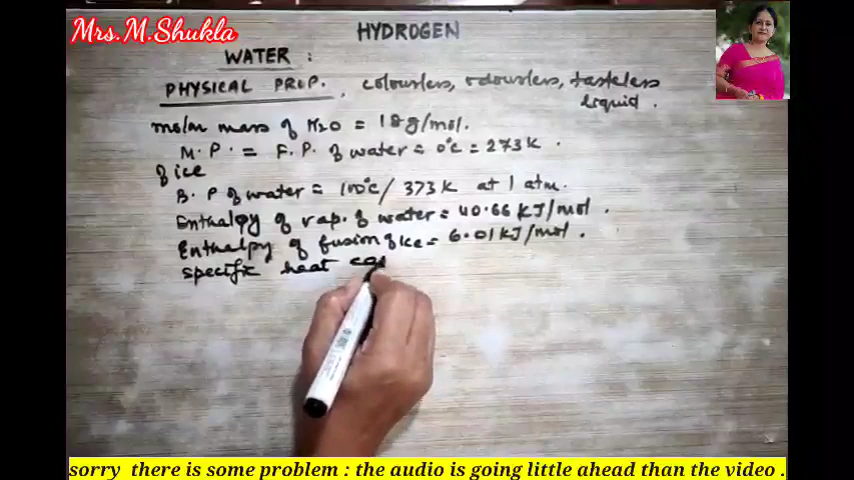 Mrs.M.Shukla
HYDROGEN
WATER :
PHYSICAL PROP. , colourless, odourless, tasteless
liquid .
molar mass of H2O = 18g/mol.
M.P. = F.P. of water = 0°C = 273K .
of ice
B.P of water = 100°C/ 373K at 1 atm.
Enthalpy of vap. of water = 40.66 KJ/mol .
Enthalpy of fusion of ice = 6.01KJ/mol .
specific heat ca
sorry there is some problem : the audio is going little ahead than the video .